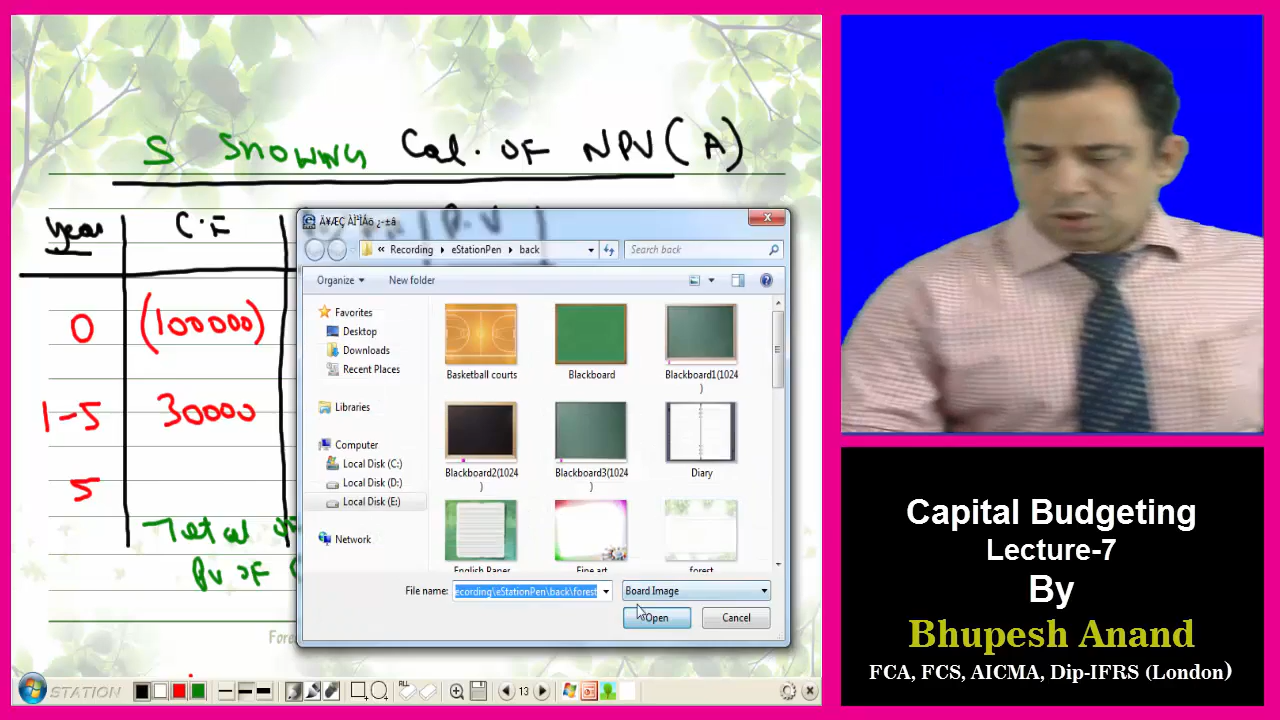 S SHOWING Cal. OF NPV (A)
year C.F P.V
0 (100000)
1-5 30000
5
Total
PV OF
Fore
STATION
13
Recording eStationPen back
Search back
Organize New folder
Favorites
Desktop
Downloads
Recent Places
Libraries
Computer
Local Disk (C:)
Local Disk (D:)
Local Disk (E:)
Network
Basketball courts
Blackboard
Blackboard1(1024
)
Blackboard2(1024
)
Blackboard3(1024
)
Diary
English Paper
Fine art
forest
File name: ecording\eStationPen\back\forest
Board Image
Open Cancel
Capital Budgeting
Lecture-7
By
Bhupesh Anand
FCA, FCS, AICMA, Dip-IFRS (London)